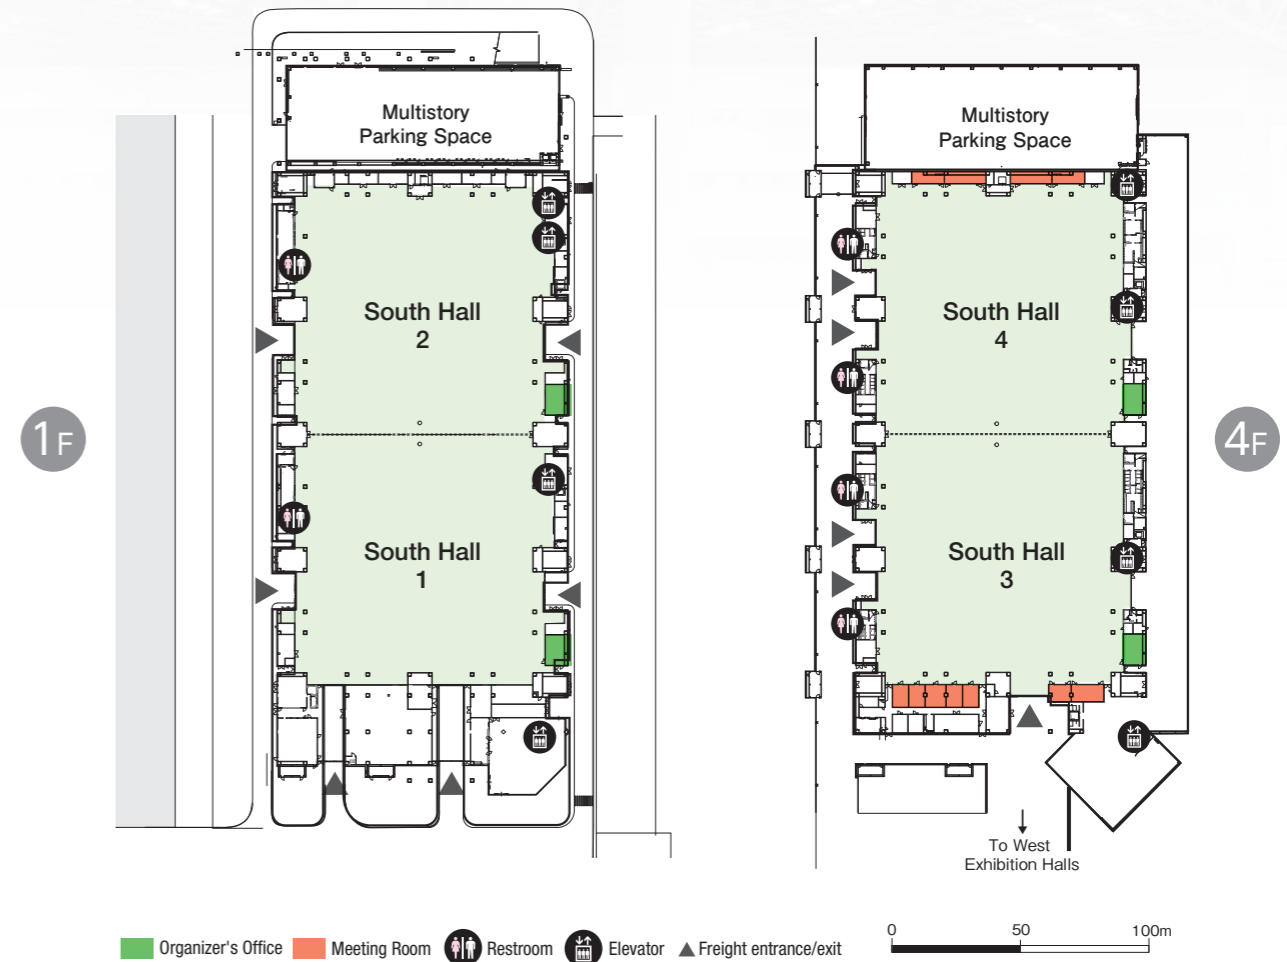 Multistory
Parking Space
South Hall
2
South Hall
1
1F
Multistory
Parking Space
South Hall
4
South Hall
3
4F
To West
Exhibition Halls
Organizer's Office
Meeting Room
Restroom
Elevator
Freight entrance/exit
0 50 100m